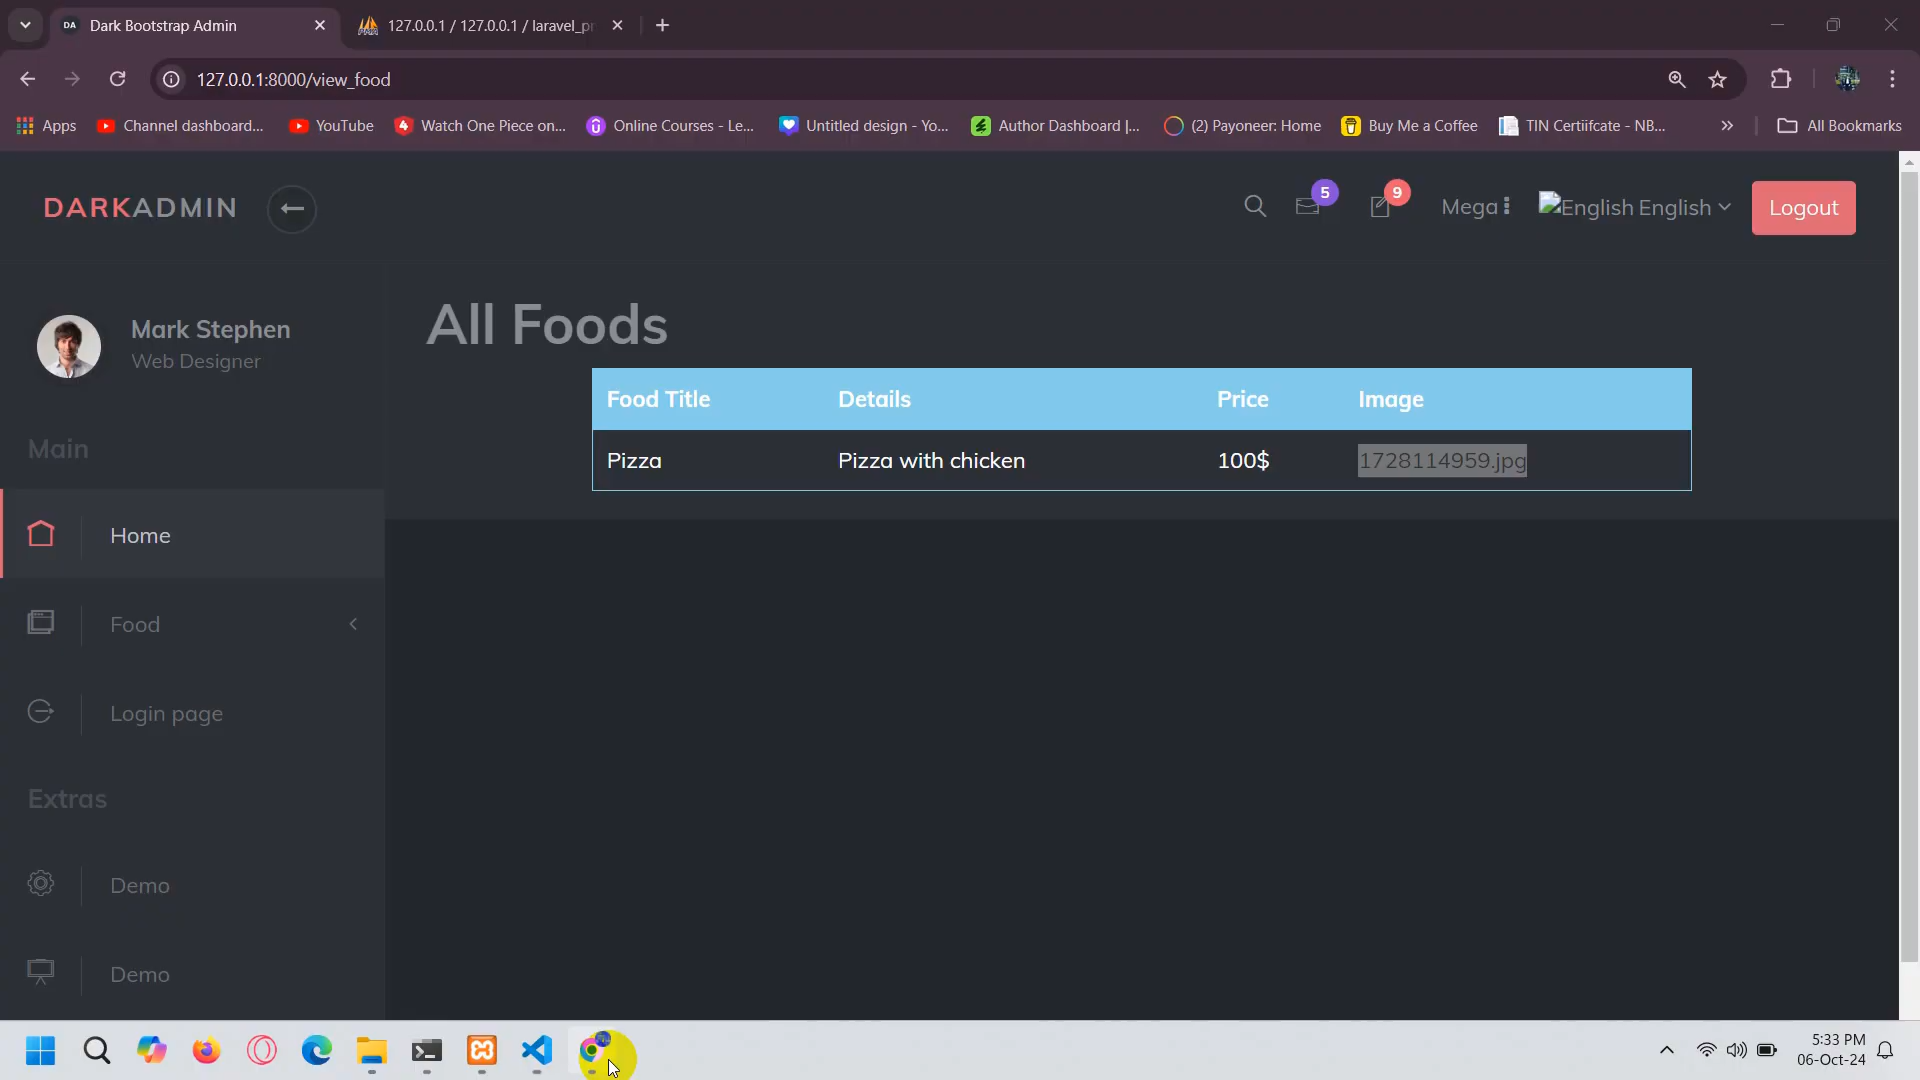 DA Dark Bootstrap Admin
127.0.0.1 / 127.0.0.1 / laravel_pr
127.0.0.1:8000/view_food
Apps
Channel dashboard...
YouTube
Watch One Piece on...
Online Courses - Le...
Untitled design - Yo...
Author Dashboard |...
(2) Payoneer: Home
Buy Me a Coffee
TIN Certiifcate - NB...
All Bookmarks
DARKADMIN
5
9
Mega
English English
Logout
Mark Stephen
Web Designer
Main
Home
Food
Login page
Extras
Demo
Demo
All Foods
Food Title Details Price Image
Pizza Pizza with chicken 100$ 1728114959.jpg
5:33 PM
06-Oct-24